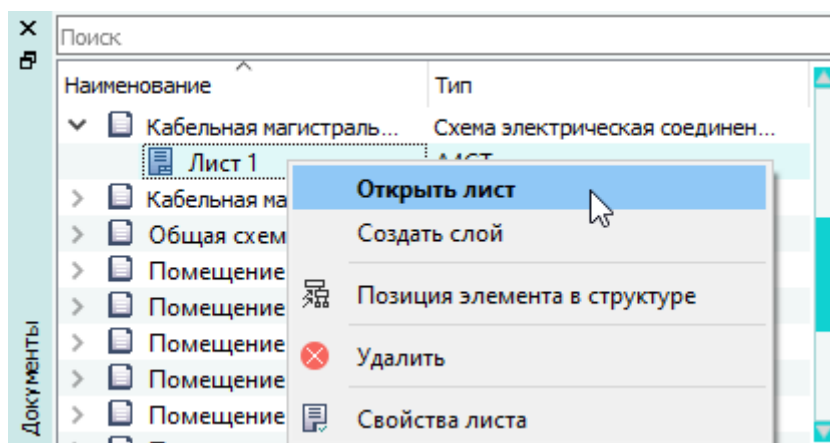 Поиск
Наименование Тип
Кабельная магистраль... Схема электрическая соединен...
Лист 1
Открыть лист
Кабельная ма
Общая схем
Создать слой
Помещение
Помещение
Позиция элемента в структуре
Помещение
Удалить
Помещение
Помещение
Свойства листа
Документы